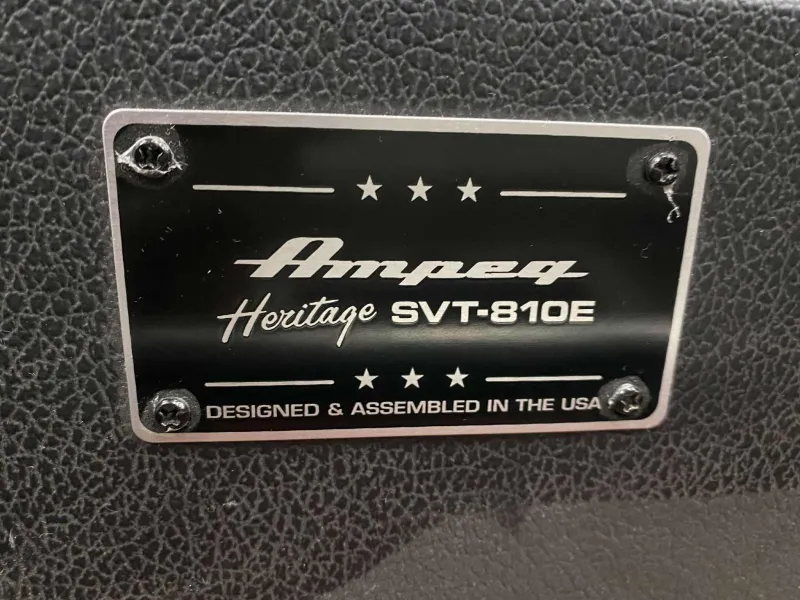 Ampeg
Heritage SVT-810E
DESIGNED & ASSEMBLED IN THE USA